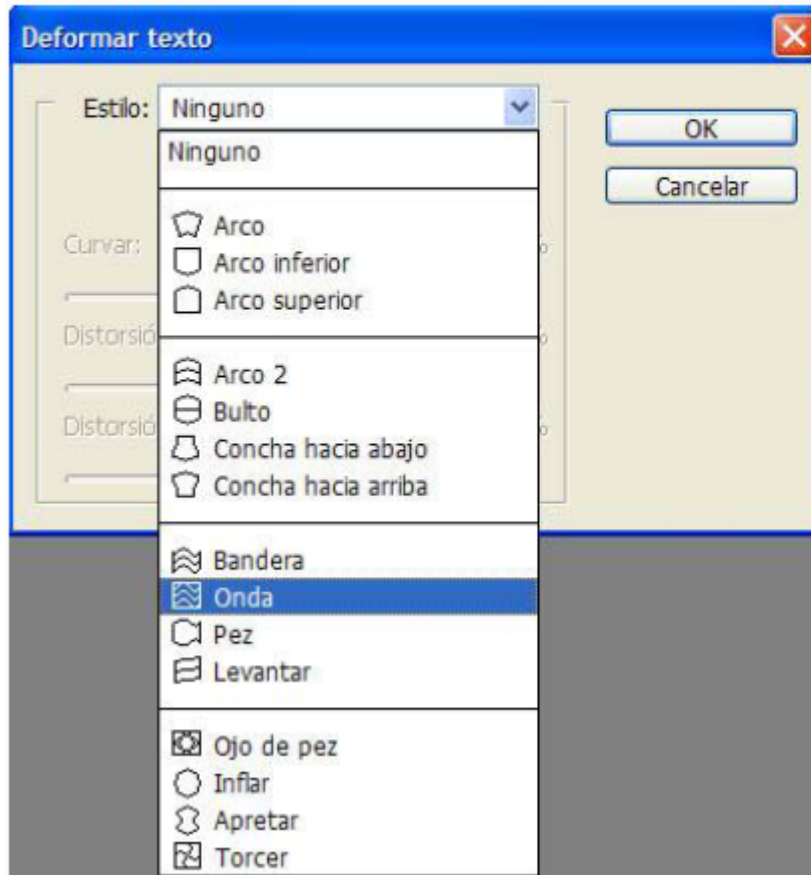 Deformar texto
Estilo: Ninguno
OK
Ninguno
Cancelar
Arco
Curvar: %
Arco inferior
Arco superior
Distorsió %
Arco 2
Bulto
Distorsió %
Concha hacia abajo
Concha hacia arriba
Bandera
Onda
Pez
Levantar
Ojo de pez
Inflar
Apretar
Torcer